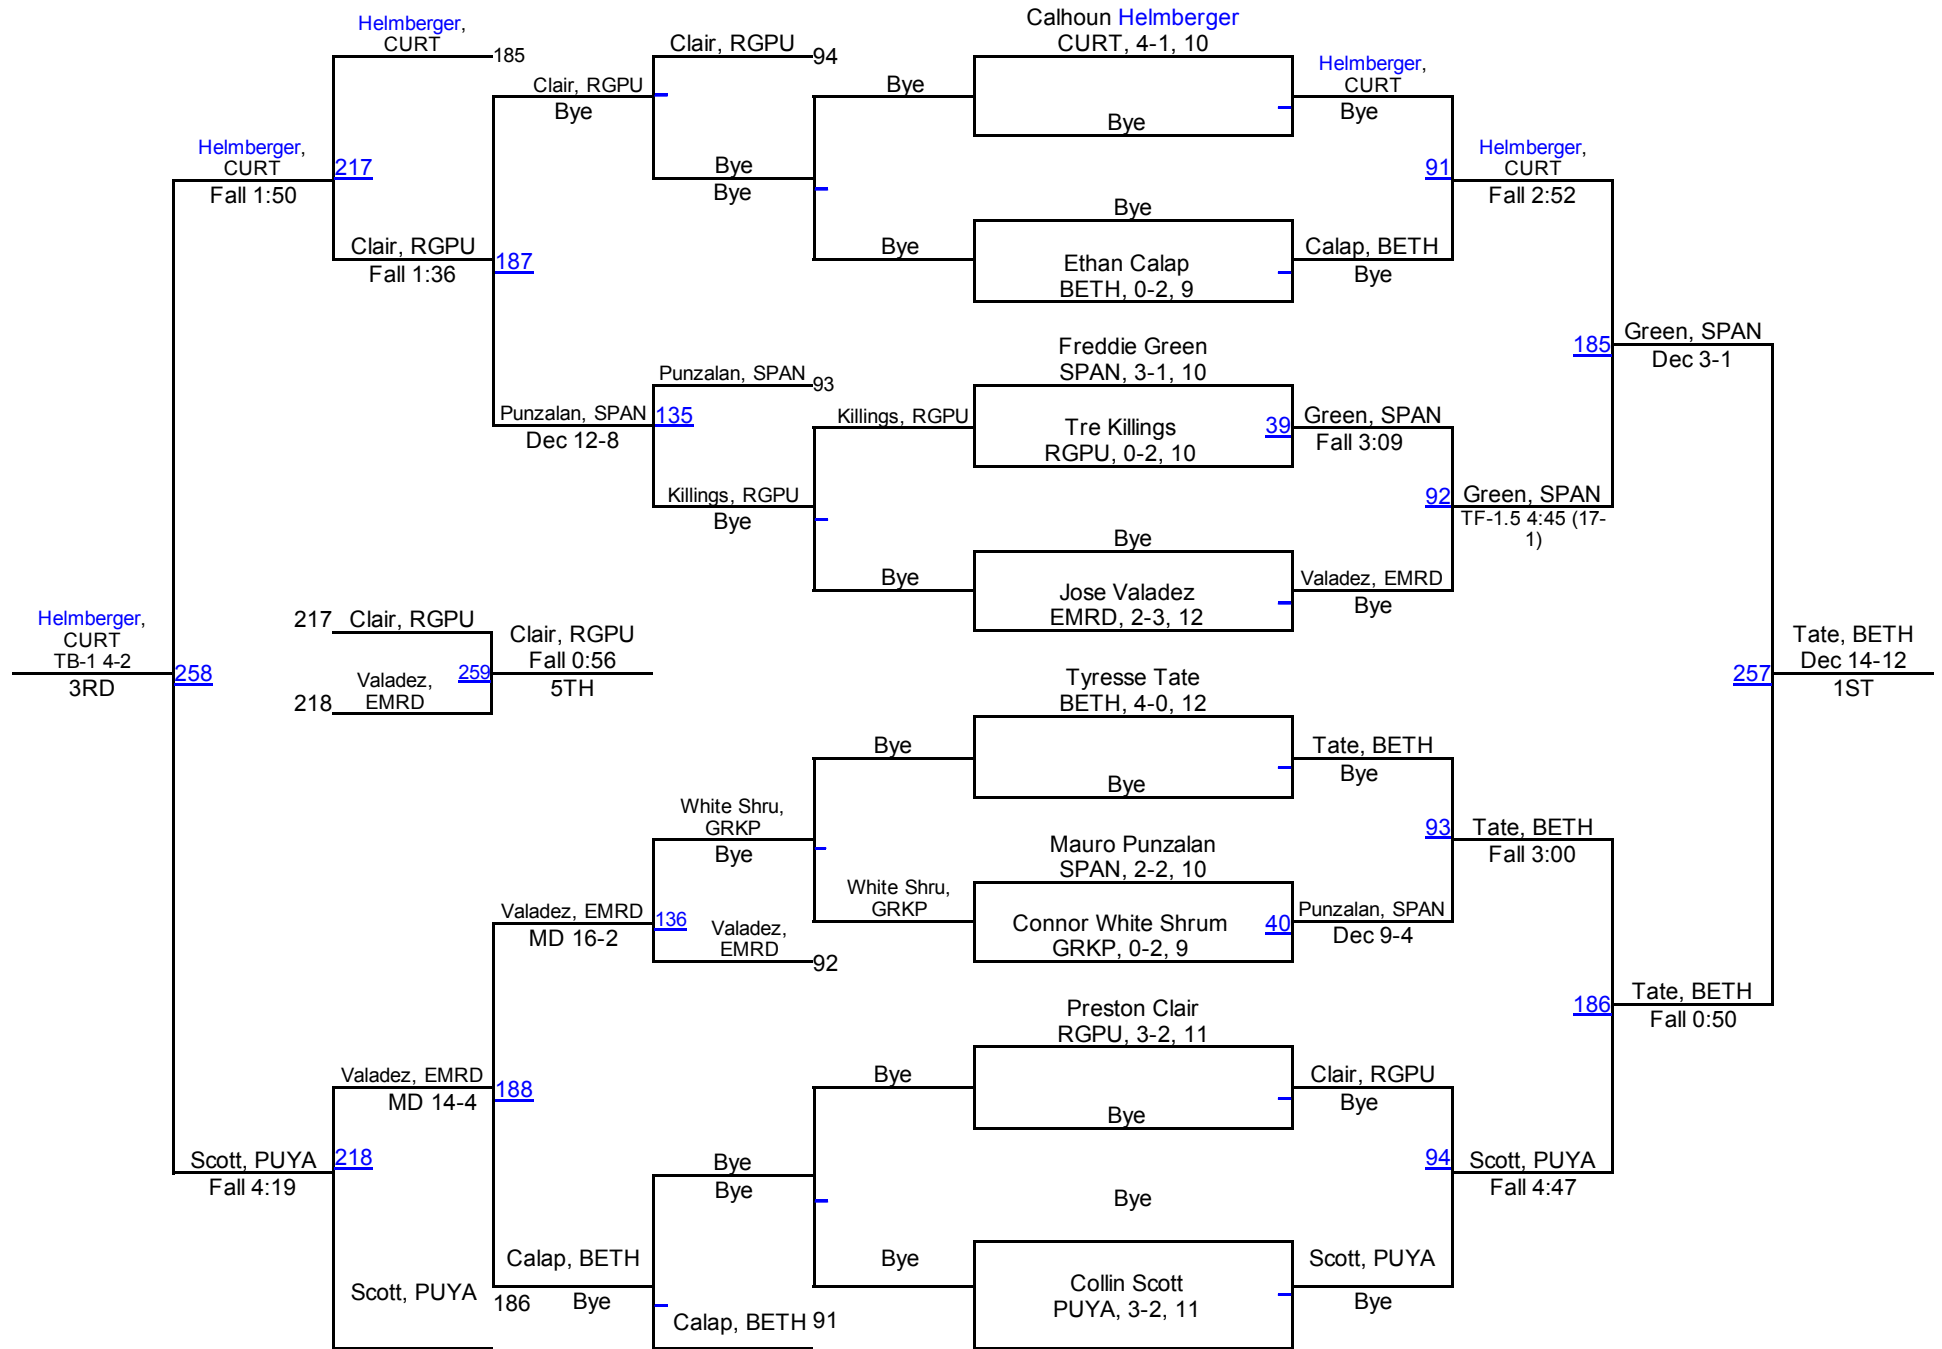 Calhoun Helmberger
CURT, 4-1, 10
Bye
Bye
Ethan Calap
BETH, 0-2, 9
Freddie Green
SPAN, 3-1, 10
Tre Killings
RGPU, 0-2, 10
39
Bye
Jose Valadez
EMRD, 2-3, 12
Tyresse Tate
BETH, 4-0, 12
Bye
Mauro Punzalan
SPAN, 2-2, 10
Connor White Shrum
GRKP, 0-2, 9
40
Preston Clair
RGPU, 3-2, 11
Bye
Bye
Collin Scott
PUYA, 3-2, 11
Helmberger,
CURT
Bye
91
Calap, BETH
Bye
Green, SPAN
Fall 3:09
92
Valadez, EMRD
Bye
Tate, BETH
Bye
93
Punzalan, SPAN
Dec 9-4
Clair, RGPU
Bye
94
Scott, PUYA
Bye
Helmberger,
CURT
Fall 2:52
185
Green, SPAN
TF-1.5 4:45 (17-
1)
Tate, BETH
Fall 3:00
186
Scott, PUYA
Fall 4:47
Green, SPAN
Dec 3-1
257
Tate, BETH
Fall 0:50
Tate, BETH
Dec 14-12
1ST
Bye
Bye
Killings, RGPU
Bye
Bye
White Shru,
GRKP
Bye
Bye
Clair, RGPU
94
Bye
Bye
Punzalan, SPAN
93
135
Killings, RGPU
Bye
White Shru,
GRKP
Bye
136
Valadez,
EMRD
92
Bye
Bye
Calap, BETH
91
Clair, RGPU
Bye
187
Punzalan, SPAN
Dec 12-8
Valadez, EMRD
MD 16-2
188
Calap, BETH
Bye
Helmberger,
CURT
185
217
Clair, RGPU
Fall 1:36
Valadez, EMRD
MD 14-4
218
Scott, PUYA
186
Helmberger,
CURT
Fall 1:50
258
Scott, PUYA
Fall 4:19
Helmberger,
CURT
TB-1 4-2
3RD
217
Clair, RGPU
218
Valadez,
EMRD
259
Clair, RGPU
Fall 0:56
5TH